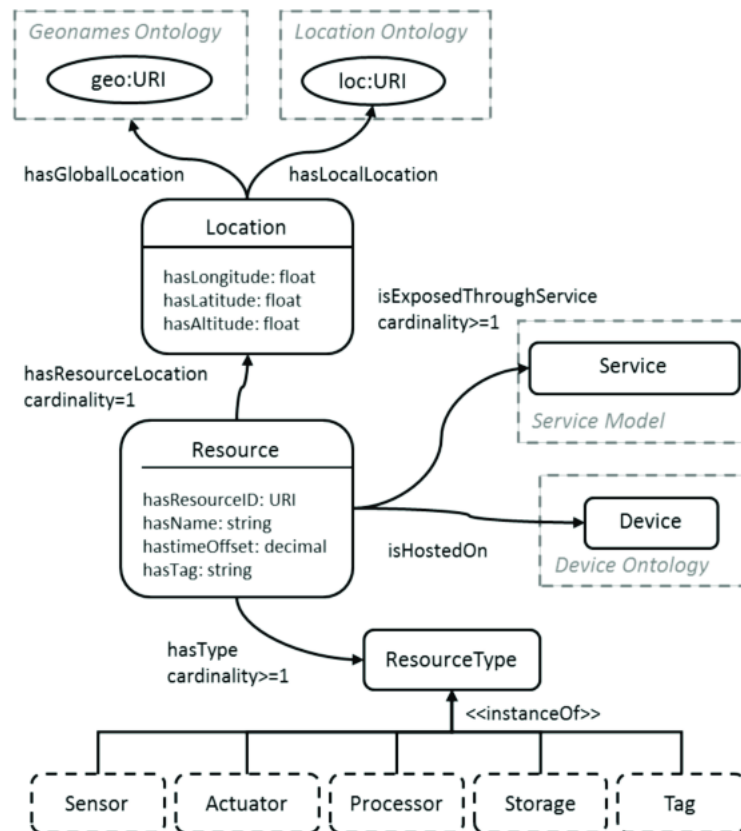 Geonames Ontology
Location Ontology
geo:URI
loc:URI
hasGlobalLocation
hasLocalLocation
Location
hasLongitude: float
hasLatitude: float
hasAltitude: float
isExposedThroughService
cardinality>=1
Service
Service Model
hasResourceLocation
cardinality=1
Resource
hasResourceID: URI
hasName: string
hastimeOffset: decimal
hasTag: string
Device
Device Ontology
isHostedOn
hasType
cardinality>=1
ResourceType
<<instanceOf>>
Sensor
Actuator
Processor
Storage
Tag